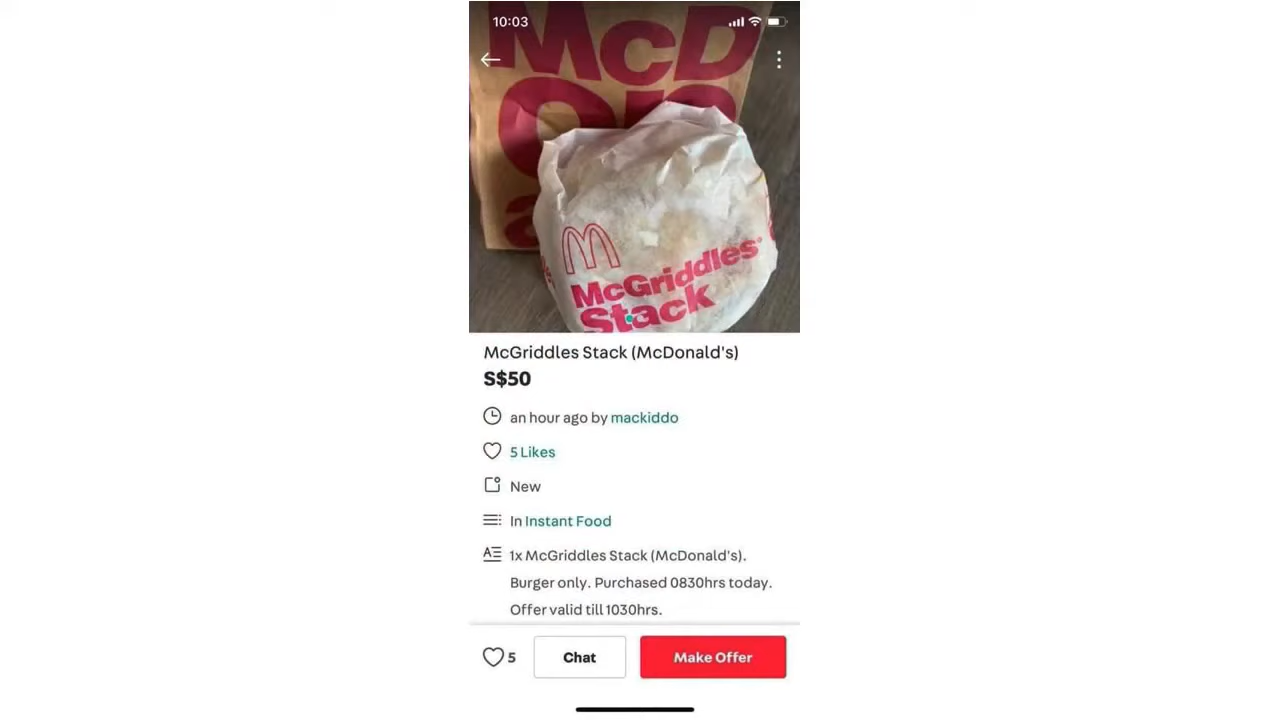 10:03
McD
McGriddles®
Stack
McGriddles Stack (McDonald's)
S$50
an hour ago by mackiddo
5 Likes
New
In Instant Food
1x McGriddles Stack (McDonald's).
Burger only. Purchased 0830hrs today.
Offer valid till 1030hrs.
5
Chat
Make Offer